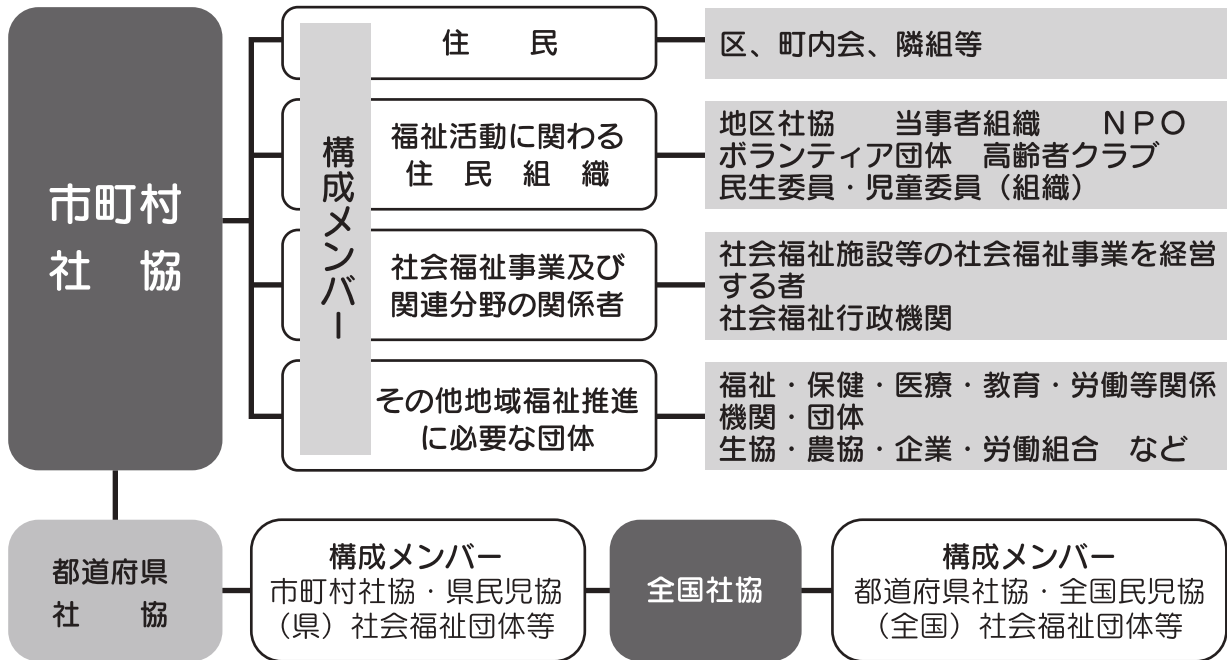 市町村
社　協
構成メンバー
住　　民
区、町内会、隣組等
福祉活動に関わる
住　民　組　織
地区社協　　当事者組織　　ＮＰＯ
ボランティア団体　高齢者クラブ
民生委員・児童委員（組織）
社会福祉事業及び
関連分野の関係者
社会福祉施設等の社会福祉事業を経営
する者
社会福祉行政機関
その他地域福祉推進
に必要な団体
福祉・保健・医療・教育・労働等関係
機関・団体
生協・農協・企業・労働組合　など
都道府県
社　　協
構成メンバー
市町村社協・県民児協
（県）社会福祉団体等
全国社協
構成メンバー
都道府県社協・全国民児協
（全国）社会福祉団体等